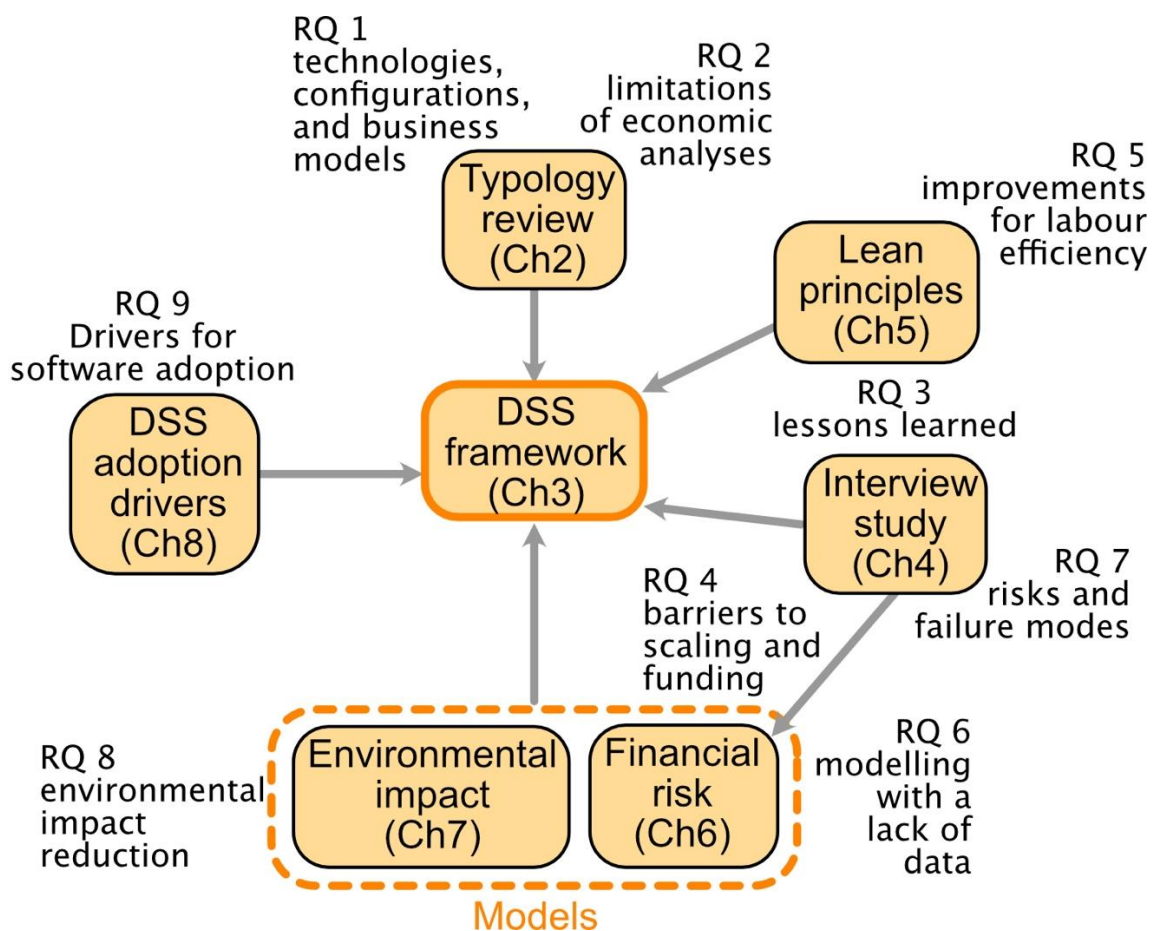 RQ 1
technologies,
configurations,
and business
models
RQ 2
limitations
of economic
analyses
Typology
review
(Ch2)
RQ 5
improvements
for labour
efficiency
Lean
principles
(Ch5)
RQ 9
Drivers for
software adoption
DSS
adoption
drivers
(Ch8)
DSS
framework
(Ch3)
RQ 3
lessons learned
Interview
study
(Ch4)
RQ 7
risks and
failure modes
RQ 4
barriers to
scaling and
funding
RQ 8
environmental
impact
reduction
Environmental
impact
(Ch7)
Financial
risk
(Ch6)
RQ 6
modelling
with a
lack of
data
Models